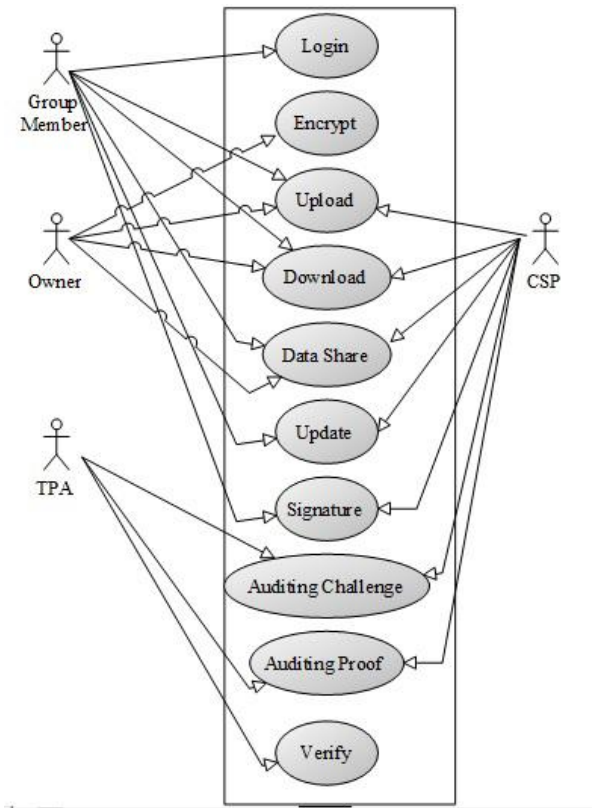 Login
Group
Member
Encrypt
Upload
Owner
Download
CSP
Data Share
Update
TPA
Signature
Auditing Challenge
Auditing Proof
Verify